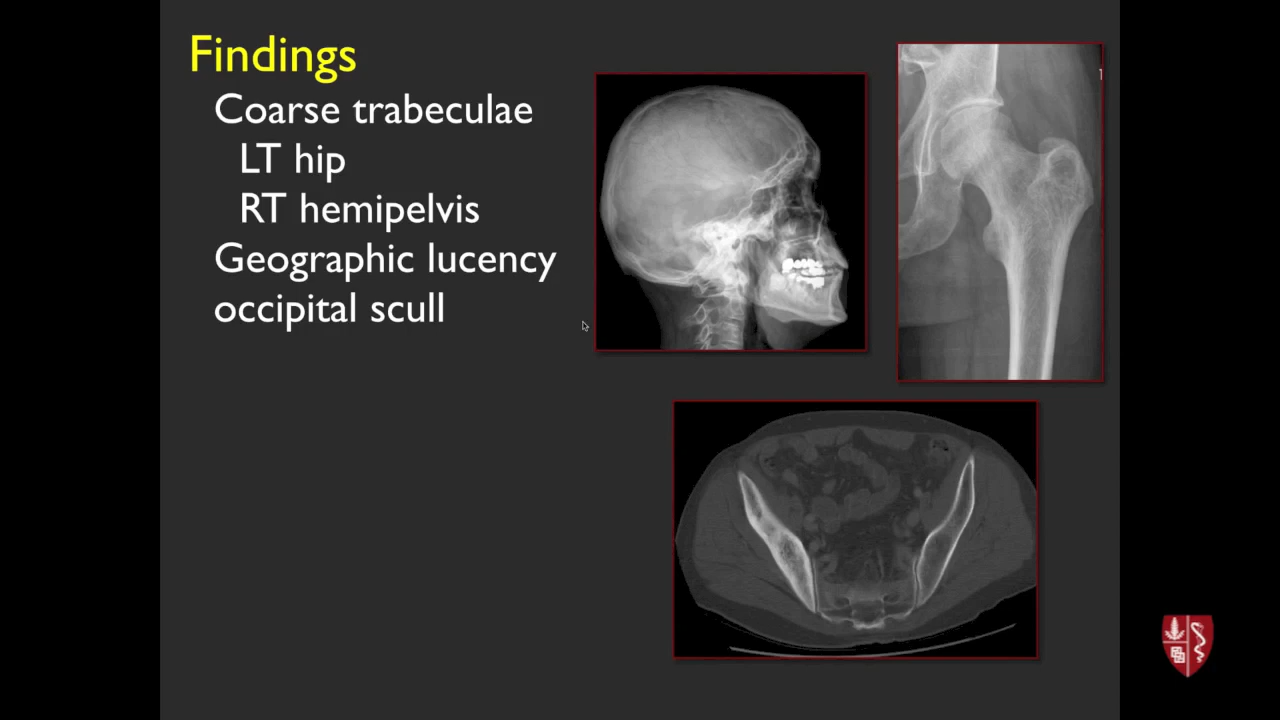 Findings
Coarse trabeculae
LT hip
RT hemipelvis
Geographic lucency
occipital scull